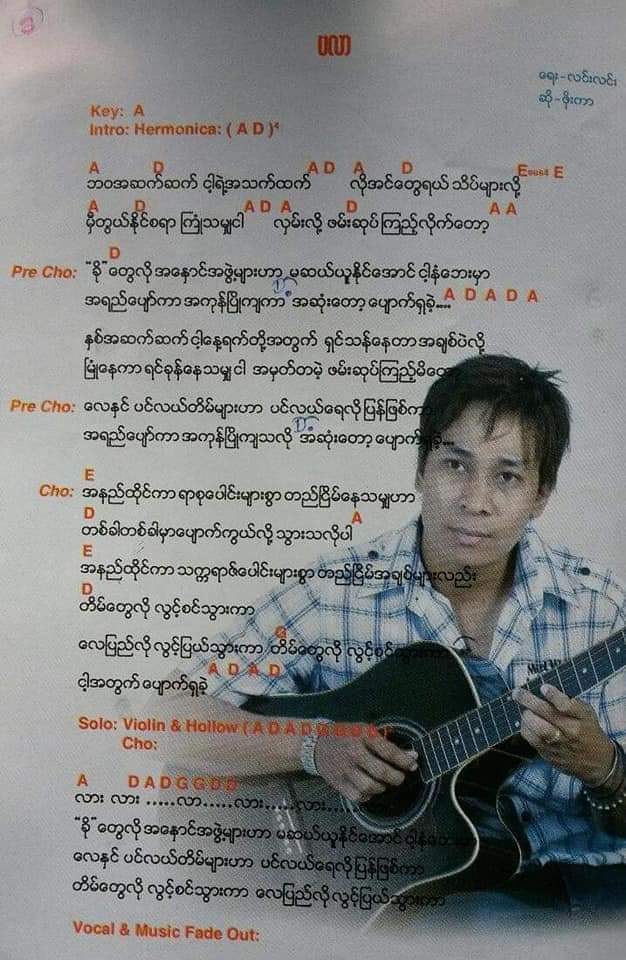 ဗလာ
ရေး-လင်းလင်း
ဆို-ဖိုးကာ
Key: A
Intro: Hermonica: ( A D )⁴
A D A D A D Esus4 E
ဘဝအဆက်ဆက် ငါ့ရဲ့အသက်ထက် လိုအင်တွေရယ် သိပ်များလို့
A D A D A D A A
မှီတွယ်နိုင်စရာ ကြုံသမျှငါ လှမ်းလို့ ဖမ်းဆုပ်ကြည့်လိုက်တော့
D
Pre Cho: "ခို"တွေလို အနှောင်အဖွဲ့များဟာ မဆယ်ယူနိုင်အောင် ငါ့နံဘေးမှာ
D.
အရည်ပျော်ကာ အကုန်ပြိုကျကာ အဆုံးတော့ ပျောက်ရှခဲ့.... A D A D A
နှစ်အဆက်ဆက် ငါ့နေ့ရက်တို့အတွက် ရှင်သန်နေတာ အချစ်ပဲလို့
မြုံနေကာ ရင်ခုန်နေသမျှ ငါ အမှတ်တမဲ့ ဖမ်းဆုပ်ကြည့်မိတော့
Pre Cho: လေနှင် ပင်လယ်တိမ်များဟာ ပင်လယ်ရေလို ပြန်ဖြစ်ကာ
D.
အရည်ပျော်ကာ အကုန်ပြိုကျသလို အဆုံးတော့ ပျောက်ရှခဲ့...
E
Cho: အနည်ထိုင်ကာ ရာစုပေါင်းများစွာ တည်ငြိမ်နေသမျှဟာ
D A
တစ်ခါတစ်ခါမှာပျောက်ကွယ်လို့ သွားသလိုပါ
E
အနည်ထိုင်ကာ သက္ကရာဇ်ပေါင်းများစွာ တည်ငြိမ်အချစ်များလည်း
D
တိမ်တွေလို လွင့်စင်သွားကာ
G
လေပြည်လို လွင့်ပြယ်သွားကာ တိမ်တွေလို လွင့်စင်သွားကာ
A D A D
ငါ့အတွက် ပျောက်ရှခဲ့
Solo: Violin & Hollow ( A D A D
Cho:
A D A D G G D D
လား လား .....လာ.....လား.....လား.....
"ခို"တွေလို အနှောင်အဖွဲ့များဟာ မဆယ်ယူနိုင်အောင် ငါ့နံဘေးမှာ
လေနှင် ပင်လယ်တိမ်များဟာ ပင်လယ်ရေလို ပြန်ဖြစ်ကာ
တိမ်တွေလို လွင့်စင်သွားကာ လေပြည်လို လွင့်ပြယ်သွားကာ
Vocal & Music Fade Out: